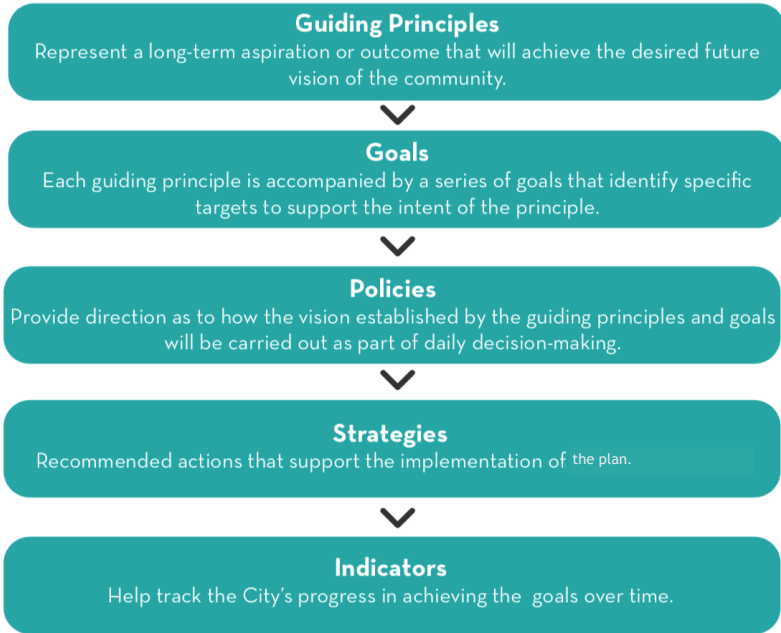 Guiding Principles
Represent a long-term aspiration or outcome that will achieve the desired future
vision of the community.
Goals
Each guiding principle is accompanied by a series of goals that identify specific
targets to support the intent of the principle.
Policies
Provide direction as to how the vision established by the guiding principles and goals
will be carried out as part of daily decision-making.
Strategies
Recommended actions that support the implementation of the plan.
Indicators
Help track the City's progress in achieving the  goals over time.